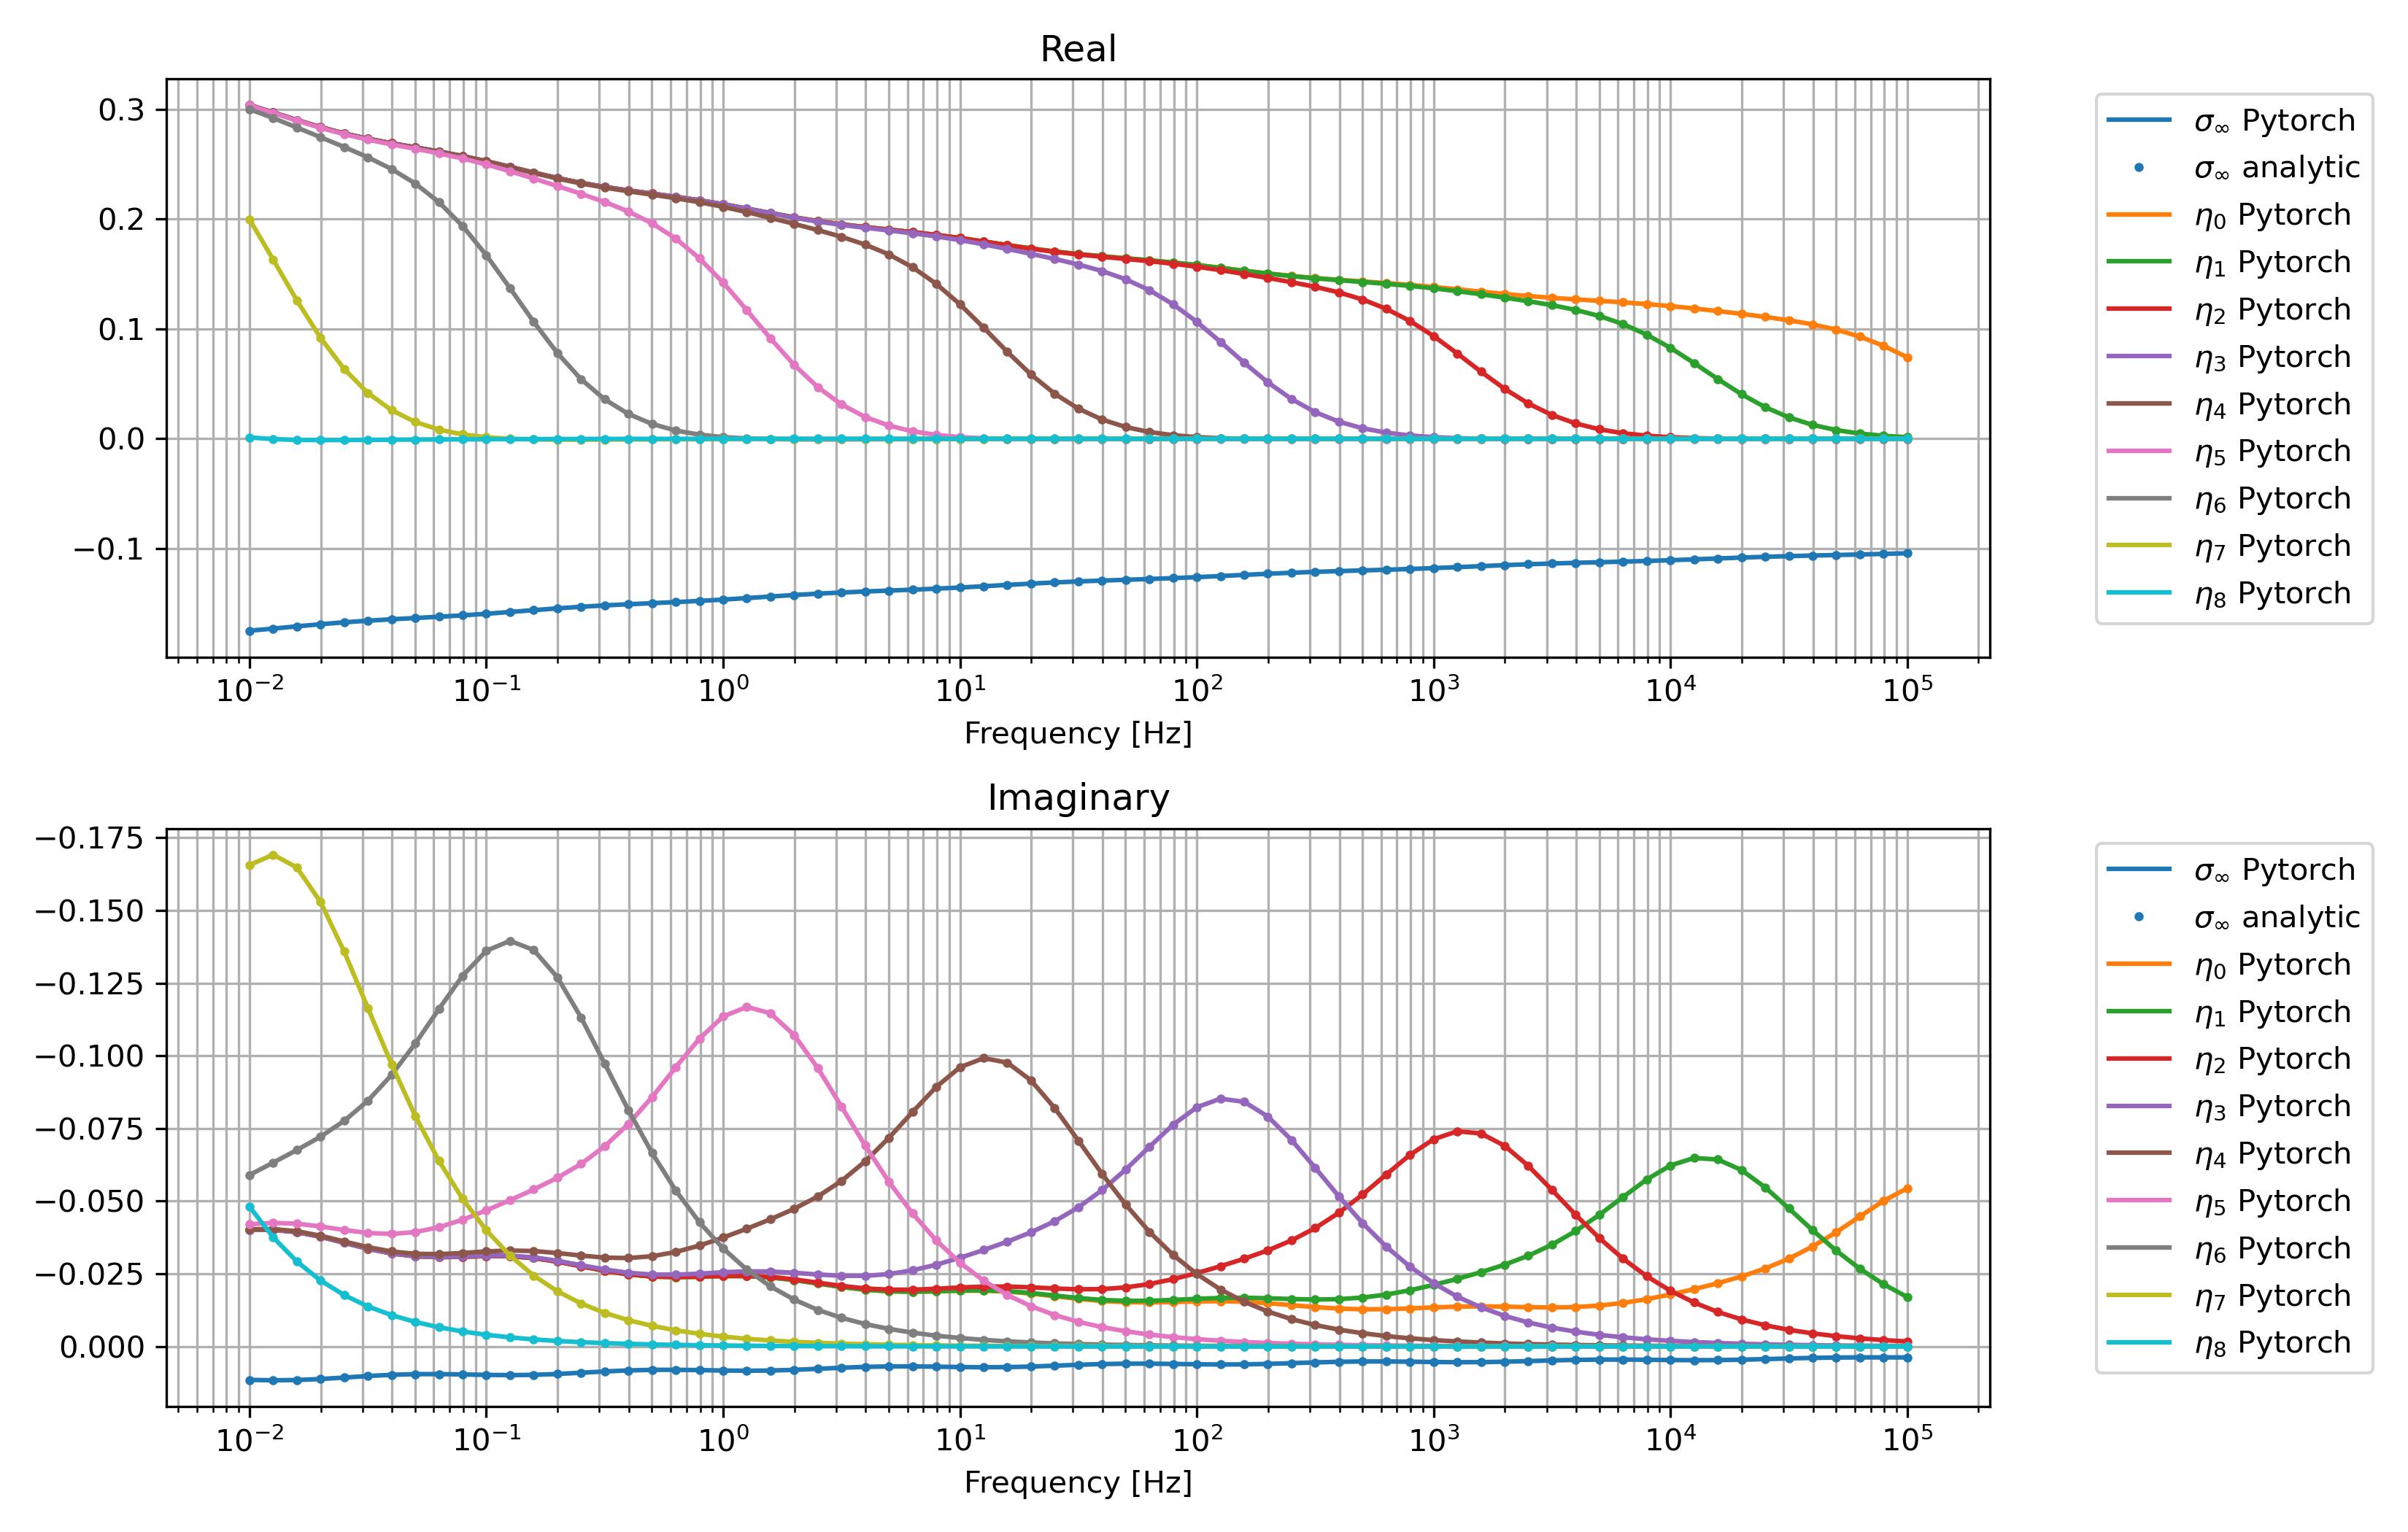 Real
0.3
0.2
0.1
0.0
−0.1
10⁻² 10⁻¹ 10⁰ 10¹ 10² 10³ 10⁴ 10⁵
Frequency [Hz]
σ∞ Pytorch
σ∞ analytic
η₀ Pytorch
η₁ Pytorch
η₂ Pytorch
η₃ Pytorch
η₄ Pytorch
η₅ Pytorch
η₆ Pytorch
η₇ Pytorch
η₈ Pytorch
Imaginary
−0.175
−0.150
−0.125
−0.100
−0.075
−0.050
−0.025
0.000
10⁻² 10⁻¹ 10⁰ 10¹ 10² 10³ 10⁴ 10⁵
Frequency [Hz]
σ∞ Pytorch
σ∞ analytic
η₀ Pytorch
η₁ Pytorch
η₂ Pytorch
η₃ Pytorch
η₄ Pytorch
η₅ Pytorch
η₆ Pytorch
η₇ Pytorch
η₈ Pytorch